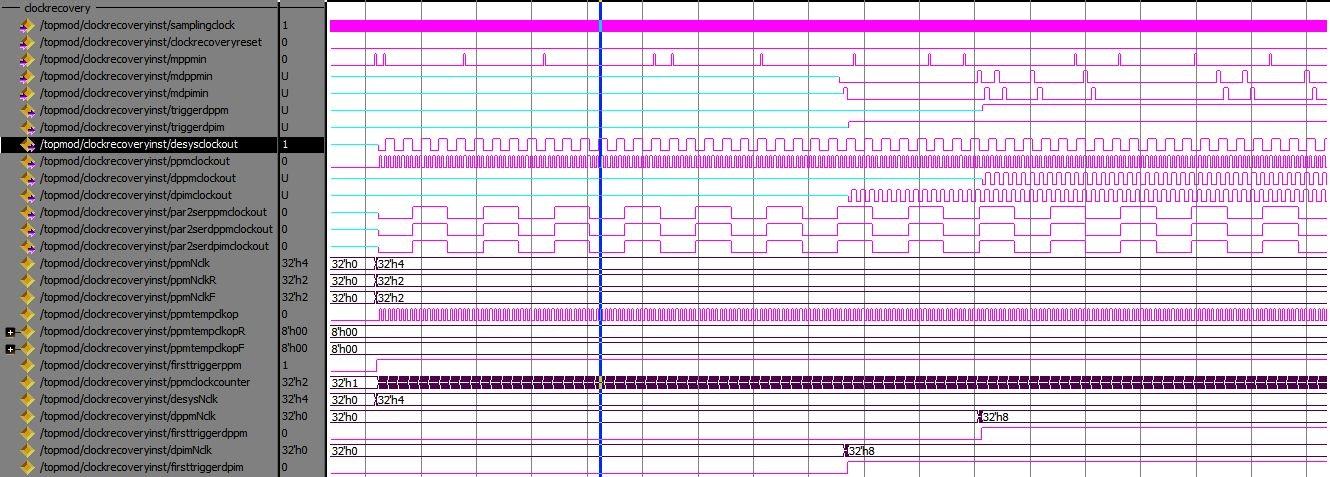 clockrecovery
/topmod/clockrecoveryinst/samplingclock 1
/topmod/clockrecoveryinst/clockrecoveryreset 0
/topmod/clockrecoveryinst/mppmin 0
/topmod/clockrecoveryinst/mdppmin U
/topmod/clockrecoveryinst/mdpimin U
/topmod/clockrecoveryinst/triggerdppm U
/topmod/clockrecoveryinst/triggerdpim U
/topmod/clockrecoveryinst/desysclockout 1
/topmod/clockrecoveryinst/ppmclockout 0
/topmod/clockrecoveryinst/dppmclockout U
/topmod/clockrecoveryinst/dpimclockout U
/topmod/clockrecoveryinst/par2serppmclockout 0
/topmod/clockrecoveryinst/par2serdppmclockout 0
/topmod/clockrecoveryinst/par2serdpimclockout 0
/topmod/clockrecoveryinst/ppmNclk 32'h4 32'h0 32'h4
/topmod/clockrecoveryinst/ppmNclkR 32'h2 32'h0 32'h2
/topmod/clockrecoveryinst/ppmNclkF 32'h2 32'h0 32'h2
/topmod/clockrecoveryinst/ppmtempclkop 0
/topmod/clockrecoveryinst/ppmtempclkopR 8'h00 8'h00
/topmod/clockrecoveryinst/ppmtempclkopF 8'h00 8'h00
/topmod/clockrecoveryinst/firsttriggerppm 1
/topmod/clockrecoveryinst/ppmclockcounter 32'h2 32'h1
/topmod/clockrecoveryinst/desysNclk 32'h4 32'h0 32'h4
/topmod/clockrecoveryinst/dppmNclk 32'h0 32'h0 32'h8
/topmod/clockrecoveryinst/firsttriggerdppm 0
/topmod/clockrecoveryinst/dpimNclk 32'h0 32'h0 32'h8
/topmod/clockrecoveryinst/firsttriggerdpim 0